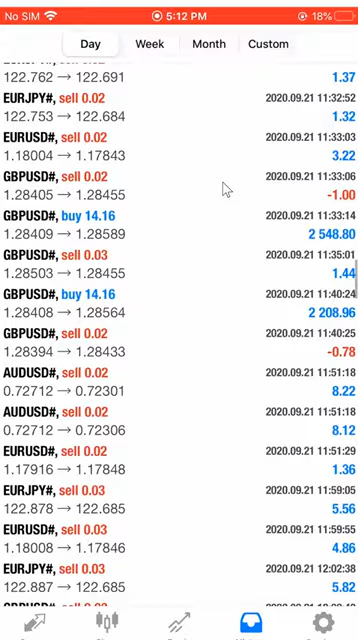 No SIM 5:12 PM 18%
Day Week Month Custom
122.762 → 122.691 1.37
EURJPY#, sell 0.02 2020.09.21 11:32:52
122.753 → 122.684 1.32
EURUSD#, sell 0.02 2020.09.21 11:33:03
1.18004 → 1.17843 3.22
GBPUSD#, sell 0.02 2020.09.21 11:33:06
1.28405 → 1.28455 -1.00
GBPUSD#, buy 14.16 2020.09.21 11:33:14
1.28409 → 1.28589 2 548.80
GBPUSD#, sell 0.03 2020.09.21 11:35:01
1.28503 → 1.28455 1.44
GBPUSD#, buy 14.16 2020.09.21 11:40:24
1.28408 → 1.28564 2 208.96
GBPUSD#, sell 0.02 2020.09.21 11:40:25
1.28394 → 1.28433 -0.78
AUDUSD#, sell 0.02 2020.09.21 11:51:18
0.72712 → 0.72301 8.22
AUDUSD#, sell 0.02 2020.09.21 11:51:18
0.72712 → 0.72306 8.12
EURUSD#, sell 0.02 2020.09.21 11:51:29
1.17916 → 1.17848 1.36
EURJPY#, sell 0.03 2020.09.21 11:59:05
122.878 → 122.685 5.56
EURUSD#, sell 0.03 2020.09.21 11:59:55
1.18008 → 1.17846 4.86
EURJPY#, sell 0.03 2020.09.21 12:02:38
122.887 → 122.685 5.82